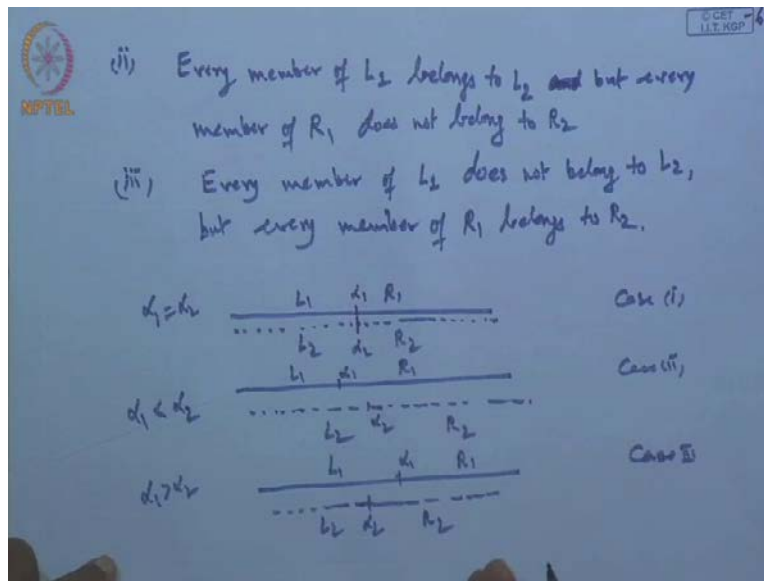 © CET
I.I.T. KGP
-6
NPTEL
(ii) Every member of L₁ belongs to L₂ but every
member of R₁ does not belong to R₂
(iii) Every member of L₁ does not belong to L₂,
but every member of R₁ belongs to R₂.
α₁=α₂ L₁ α₁ R₁ Case (i)
L₂ α₂ R₂
L₁ α₁ R₁ Case (ii)
α₁ < α₂
L₂ α₂ R₂
L₁ α₁ R₁ Case III
α₁ > α₂
L₂ α₂ R₂